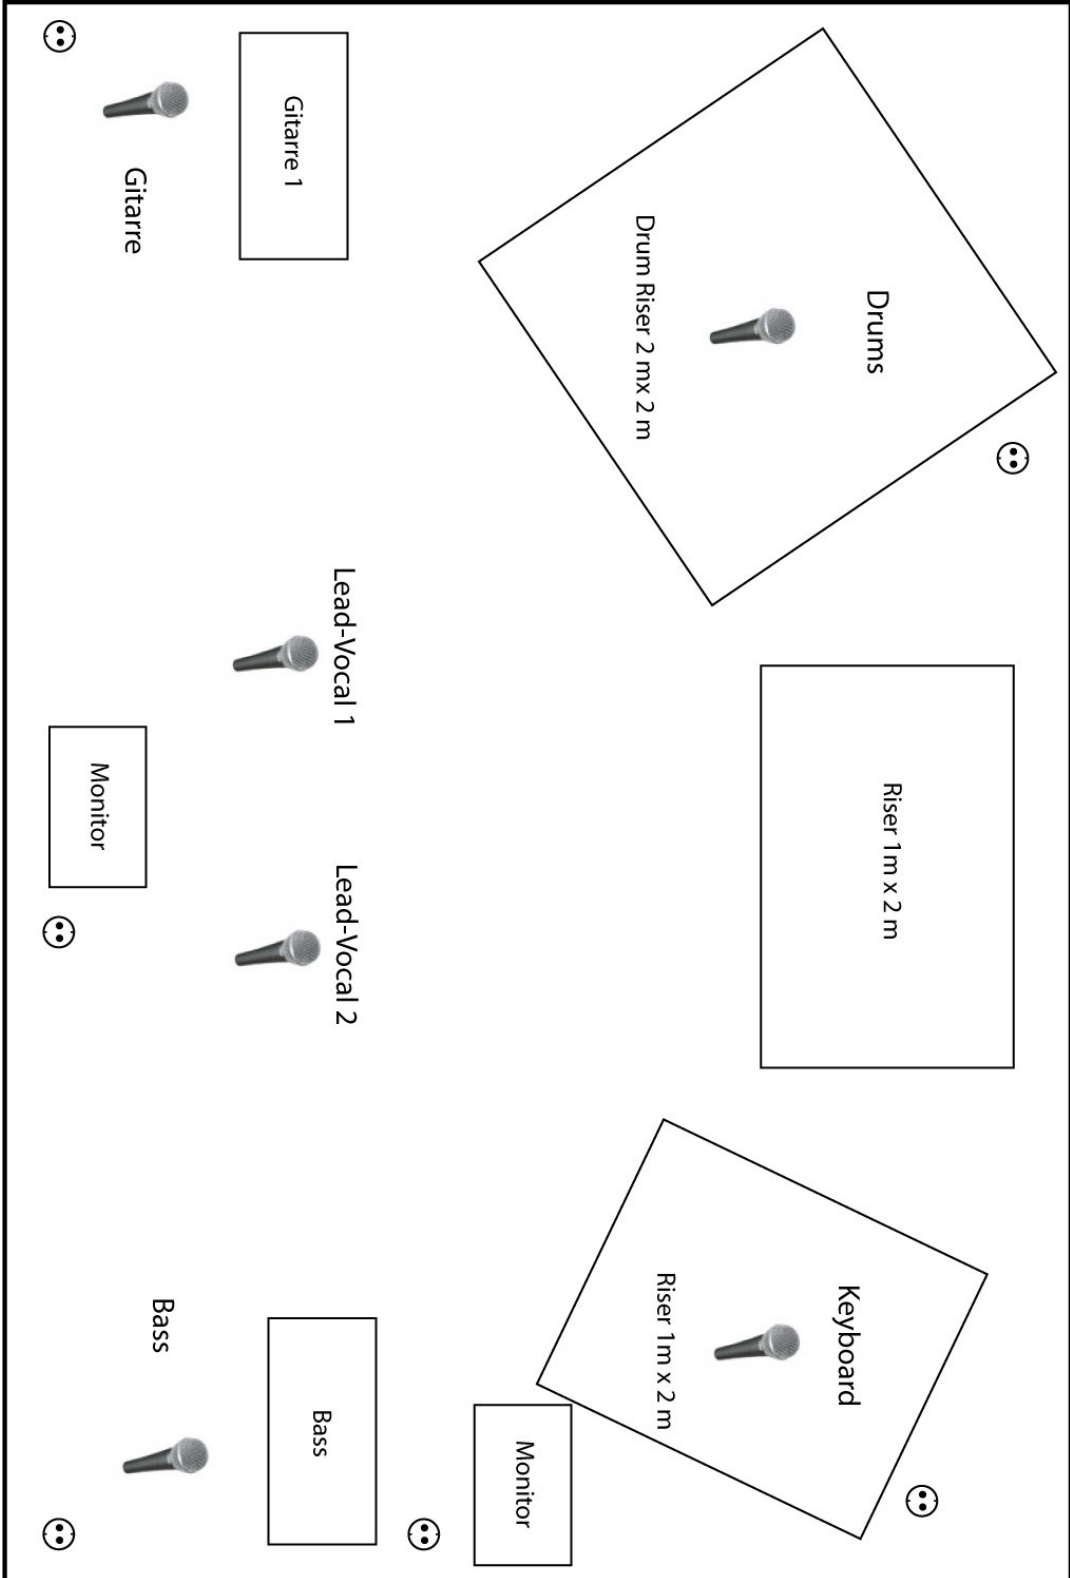 Drums
Drum Riser 2 mx 2 m
Riser 1m x 2 m
Keyboard
Riser 1m x 2 m
Monitor
Gitarre 1
Lead-Vocal 1
Lead-Vocal 2
Bass
Gitarre
Monitor
Bass